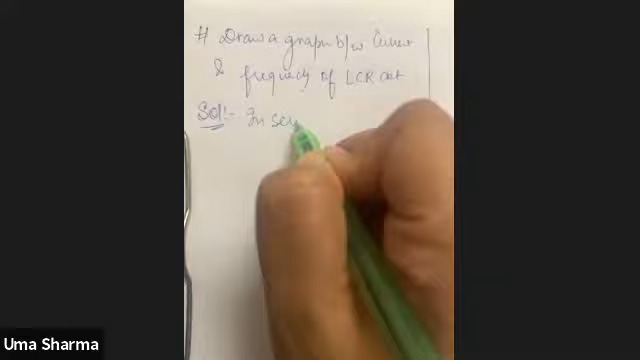 # Draw a graph b/w Current
& frequency of LCR ckt
Sol:- In ser
Uma Sharma